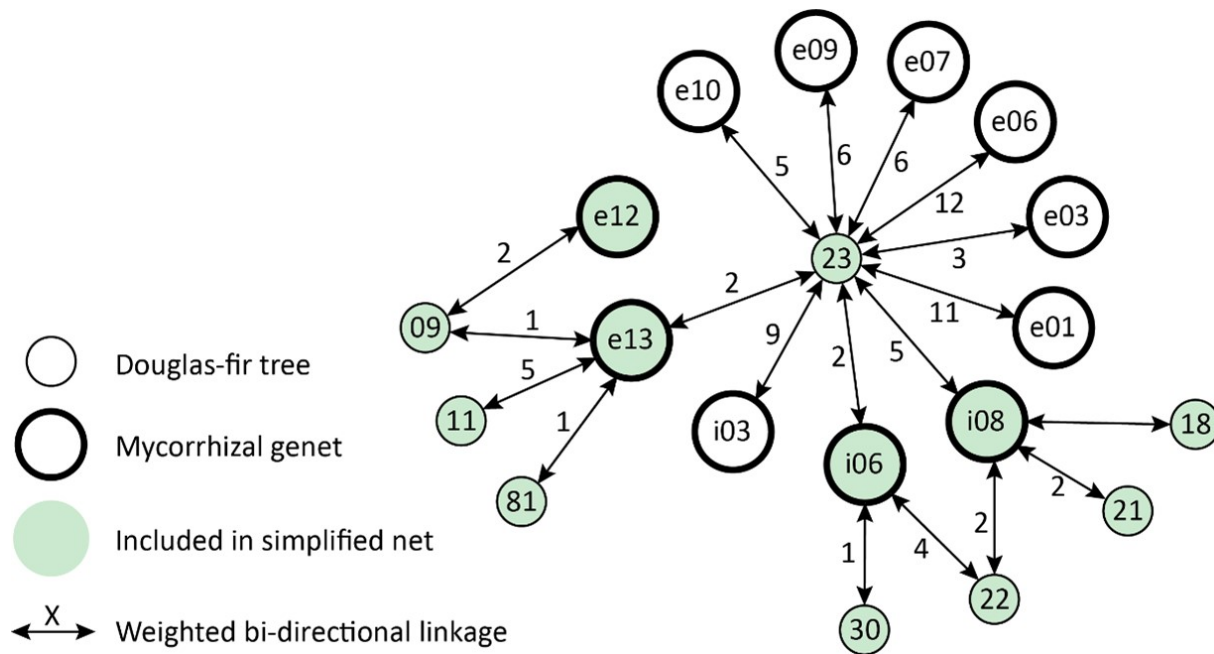 e09
e07
e10
e06
5
6
6
12
e12
e03
2
23
3
2
11
09
1
e13
9
2
5
e01
Douglas-fir tree
5
11
1
i03
i08
18
Mycorrhizal genet
i06
81
2
21
Included in simplified net
1
4
2
22
X
Weighted bi-directional linkage
30